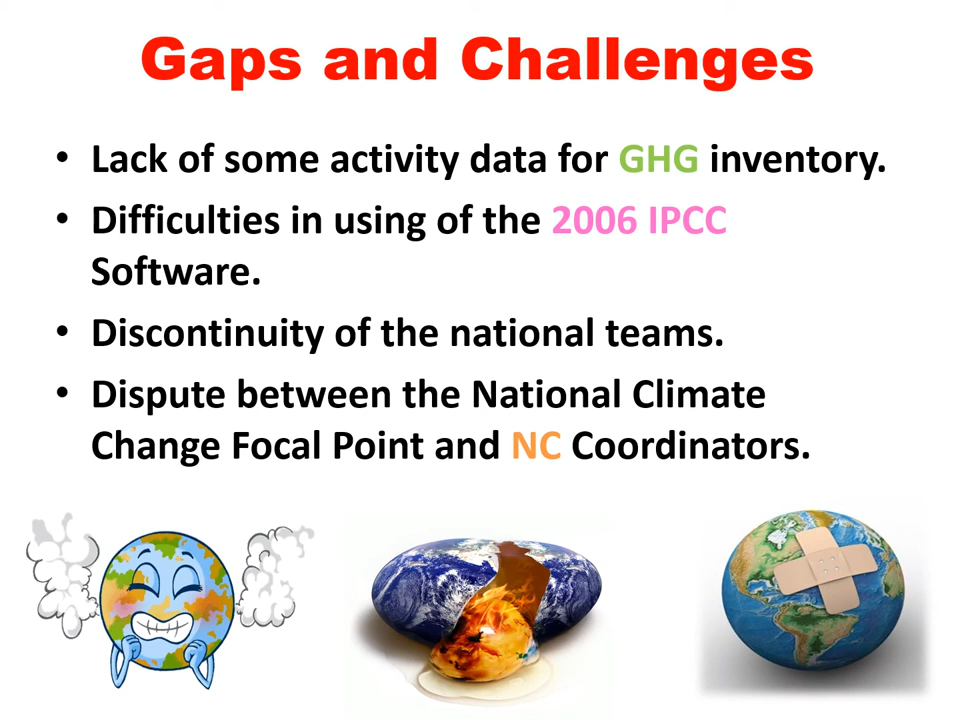 Gaps and Challenges
• Lack of some activity data for GHG inventory.
• Difficulties in using of the 2006 IPCC
Software.
• Discontinuity of the national teams.
• Dispute between the National Climate
Change Focal Point and NC Coordinators.